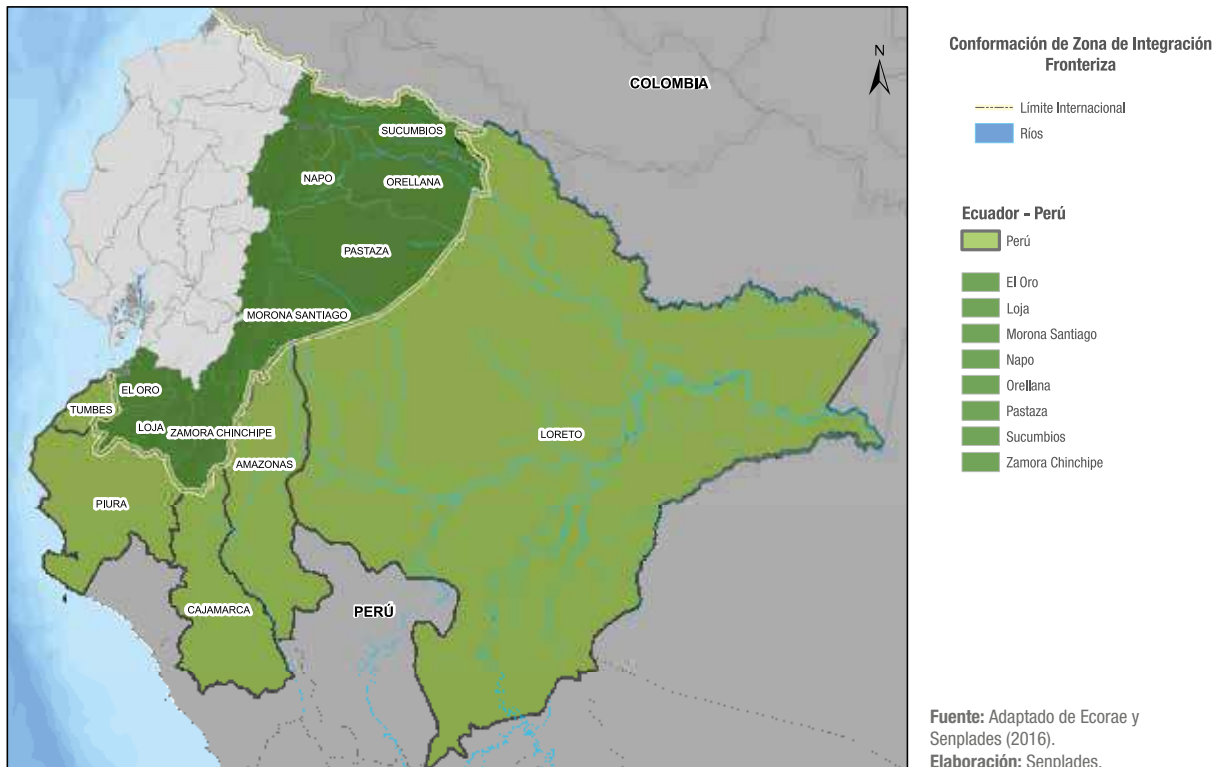 N
COLOMBIA
SUCUMBIOS
NAPO
ORELLANA
PASTAZA
MORONA SANTIAGO
EL ORO
TUMBES
LOJA
ZAMORA CHINCHIPE
LORETO
AMAZONAS
PIURA
CAJAMARCA
PERÚ
Conformación de Zona de Integración
Fronteriza
Límite Internacional
Ríos
Ecuador - Perú
Perú
El Oro
Loja
Morona Santiago
Napo
Orellana
Pastaza
Sucumbios
Zamora Chinchipe
Fuente: Adaptado de Ecorae y
Senplades (2016).
Elaboración: Senplades.